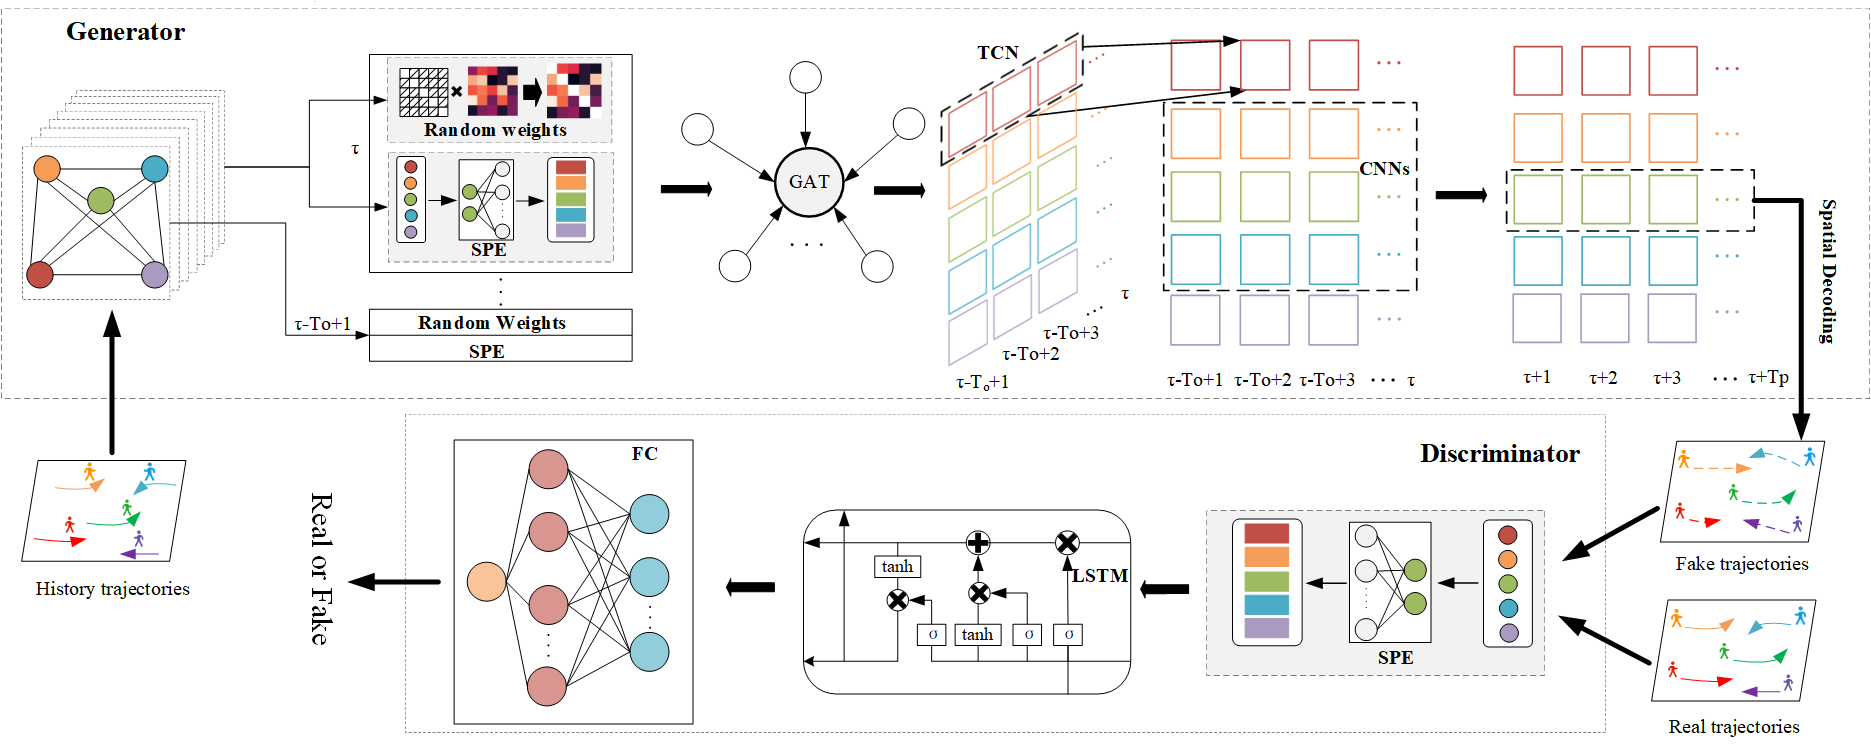 Generator
Random weights
τ
SPE
τ-To+1
Random Weights
SPE
GAT
TCN
τ
τ-To+3
τ-To+2
τ-To+1
CNNs
τ-To+1 τ-To+2 τ-To+3 ··· τ
τ+1 τ+2 τ+3 ··· τ+Tp
Spatial Decoding
History trajectories
Discriminator
Fake trajectories
Real trajectories
SPE
LSTM
tanh
σ tanh σ σ
FC
Real or Fake